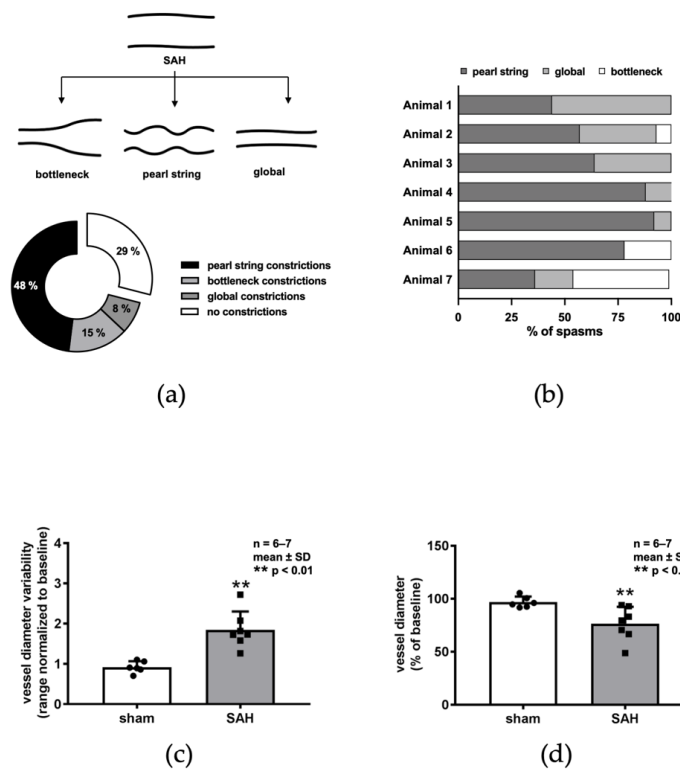 SAH
bottleneck pearl string global
29 %
48 %
8 %
15 %
pearl string constrictions
bottleneck constrictions
global constrictions
no constrictions
(a)
pearl string global bottleneck
Animal 1
Animal 2
Animal 3
Animal 4
Animal 5
Animal 6
Animal 7
0 25 50 75 100
% of spasms
(b)
vessel diameter variability
(range normalized to baseline)
4
3
2
1
0
n = 6–7
mean ± SD
** p < 0.01
**
sham SAH
(c)
vessel diameter
(% of baseline)
150
100
50
0
n = 6–7
mean ± S
** p < 0.
**
sham SAH
(d)